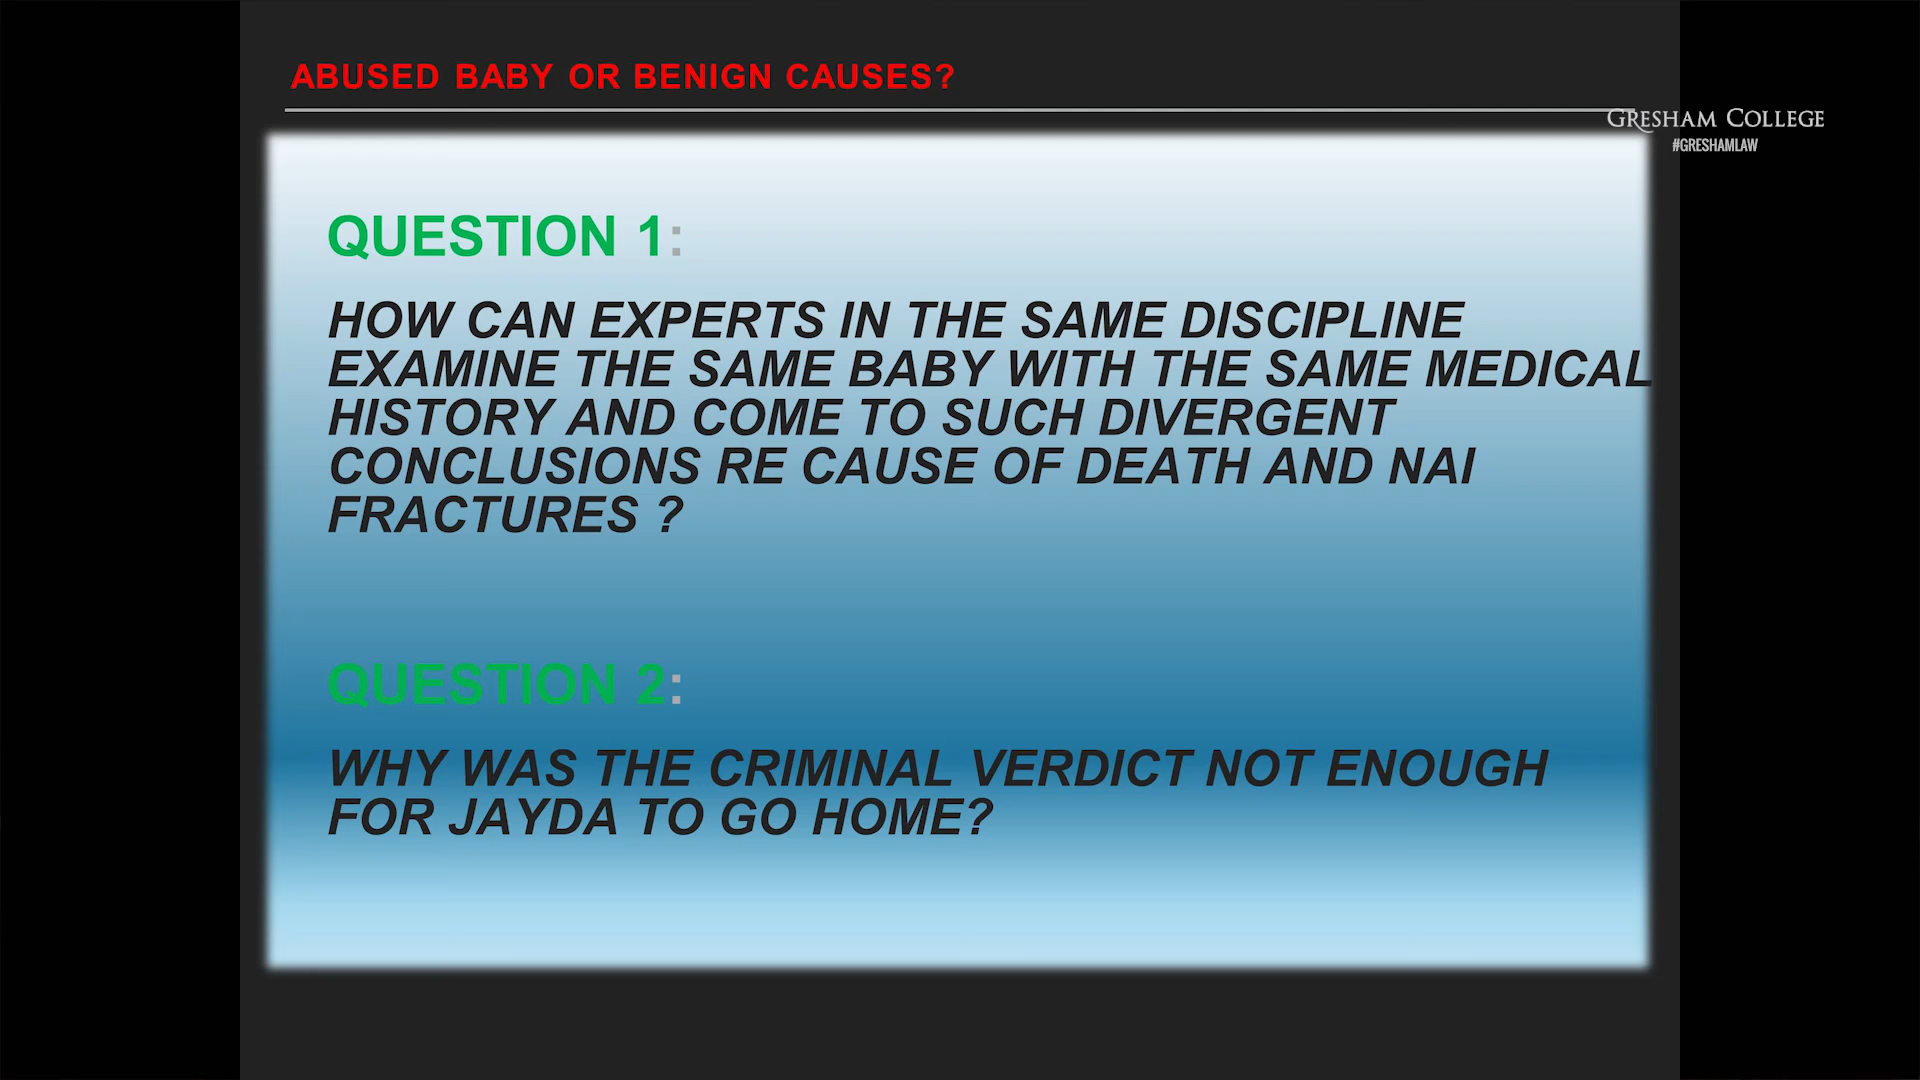 ABUSED BABY OR BENIGN CAUSES?
GRESHAM COLLEGE
#GRESHAMLAW
QUESTION 1:
HOW CAN EXPERTS IN THE SAME DISCIPLINE
EXAMINE THE SAME BABY WITH THE SAME MEDICAL
HISTORY AND COME TO SUCH DIVERGENT
CONCLUSIONS RE CAUSE OF DEATH AND NAI
FRACTURES ?
QUESTION 2:
WHY WAS THE CRIMINAL VERDICT NOT ENOUGH
FOR JAYDA TO GO HOME?